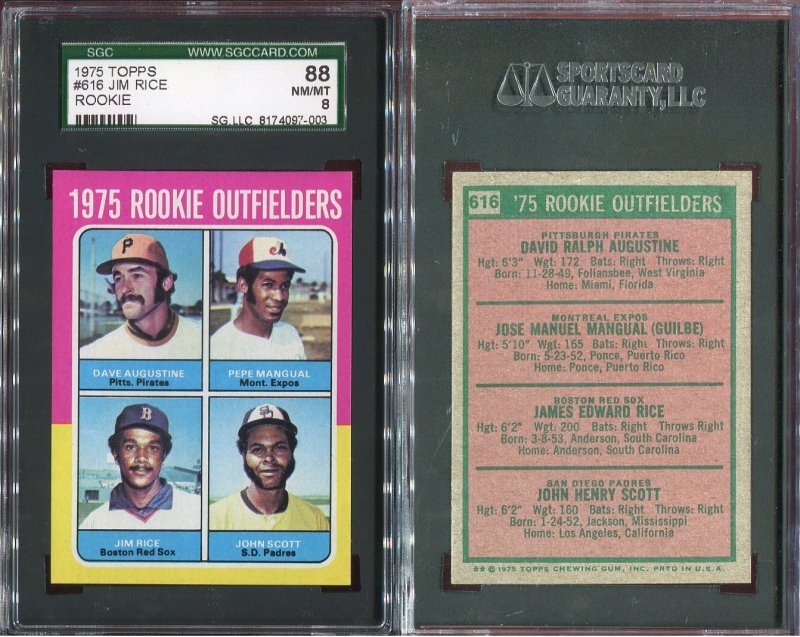 SGC WWW.SGCCARD.COM
1975 TOPPS 88
#616 JIM RICE NM/MT
ROOKIE 8
SG,LLC 8174097-003
1975 ROOKIE OUTFIELDERS
P
DAVE AUGUSTINE
Pitts. Pirates
PEPE MANGUAL
Mont. Expos
B
SD
JIM RICE
Boston Red Sox
JOHN SCOTT
S.D. Padres
SPORTSCARD
GUARANTY, LLC
616 '75 ROOKIE OUTFIELDERS
PITTSBURGH PIRATES
DAVID RALPH AUGUSTINE
Hgt: 6'3" Wgt: 172 Bats: Right Throws: Right
Born: 11-28-49, Follansbee, West Virginia
Home: Miami, Florida
MONTREAL EXPOS
JOSE MANUEL MANGUAL (GUILBE)
Hgt: 5'10" Wgt: 165 Bats: Right Throws: Right
Born: 5-23-52, Ponce, Puerto Rico
Home: Ponce, Puerto Rico
BOSTON RED SOX
JAMES EDWARD RICE
Hgt: 6'2" Wgt: 200 Bats: Right Throws: Right
Born: 3-8-53, Anderson, South Carolina
Home: Anderson, South Carolina
SAN DIEGO PADRES
JOHN HENRY SCOTT
Hgt: 6'2" Wgt: 160 Bats: Right Throws: Right
Born: 1-24-52, Jackson, Mississippi
Home: Los Angeles, California
** © 1975 TOPPS CHEWING GUM, INC. PRTD IN U.S.A.